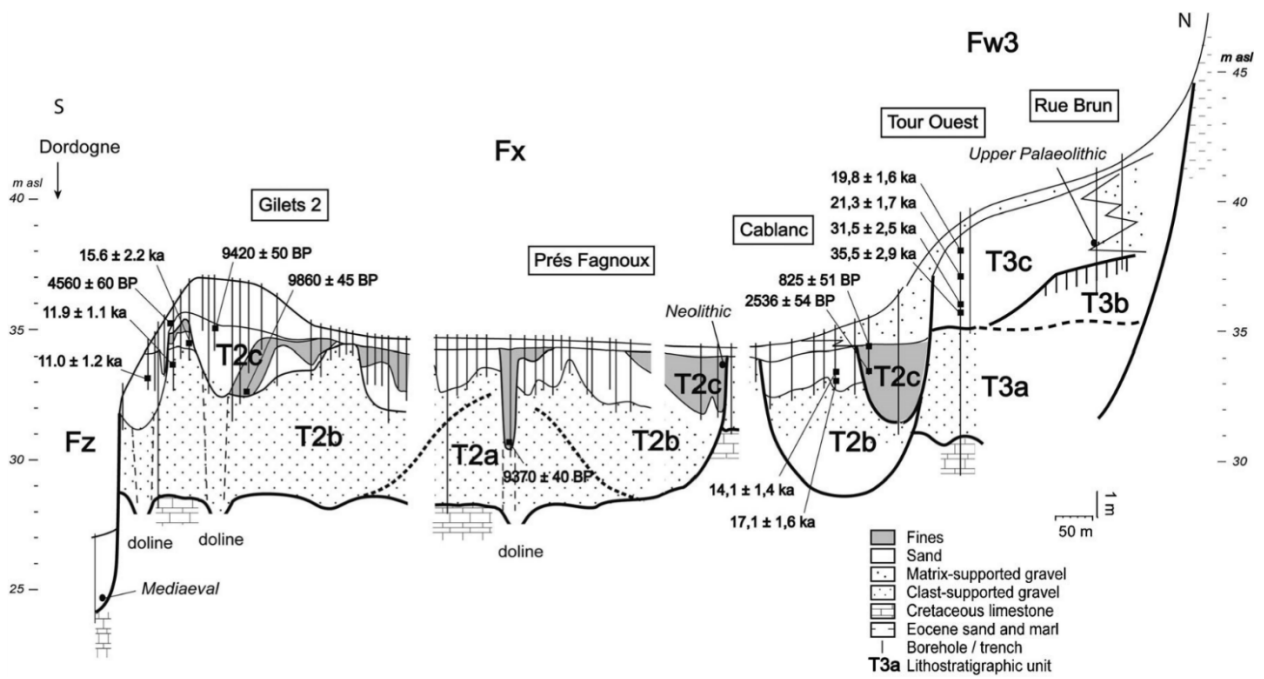 N
Fw3
m asl
45
S
Rue Brun
Dordogne
Tour Ouest
Fx
Upper Palaeolithic
m asl
40
19,8 ± 1,6 ka
40
Gilets 2
21,3 ± 1,7 ka
31,5 ± 2,5 ka
Cablanc
15.6 ± 2.2 ka
9420 ± 50 BP
35,5 ± 2,9 ka
Prés Fagnoux
T3c
4560 ± 60 BP
9860 ± 45 BP
825 ± 51 BP
11.9 ± 1.1 ka
2536 ± 54 BP
T3b
Neolithic
35
35
11.0 ± 1.2 ka
T2c
T2c
T2c
T3a
Fz
T2b
T2a
T2b
T2b
30
9370 ± 40 BP
30
14,1 ± 1,4 ka
17,1 ± 1,6 ka
1 m
50 m
doline
doline
doline
25
Mediaeval
Fines
Sand
Matrix-supported gravel
Clast-supported gravel
Cretaceous limestone
Eocene sand and marl
Borehole / trench
T3a Lithostratigraphic unit